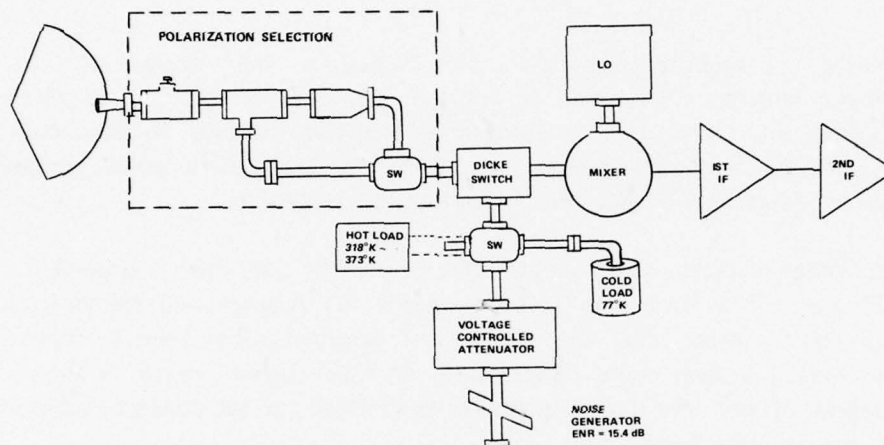 POLARIZATION SELECTION
LO
SW
DICKE
SWITCH
MIXER
1ST
IF
2ND
IF
HOT LOAD
318°K ~
373°K
SW
COLD
LOAD
77°K
VOLTAGE
CONTROLLED
ATTENUATOR
NOISE
GENERATOR
ENR = 15.4 dB